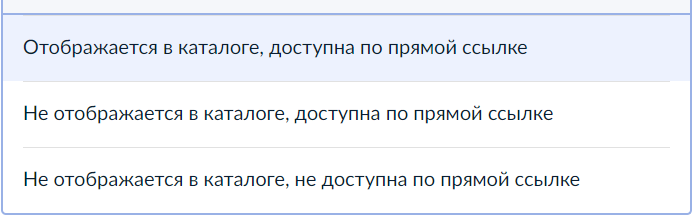 Отображается в каталоге, доступна по прямой ссылке
Не отображается в каталоге, доступна по прямой ссылке
Не отображается в каталоге, не доступна по прямой ссылке